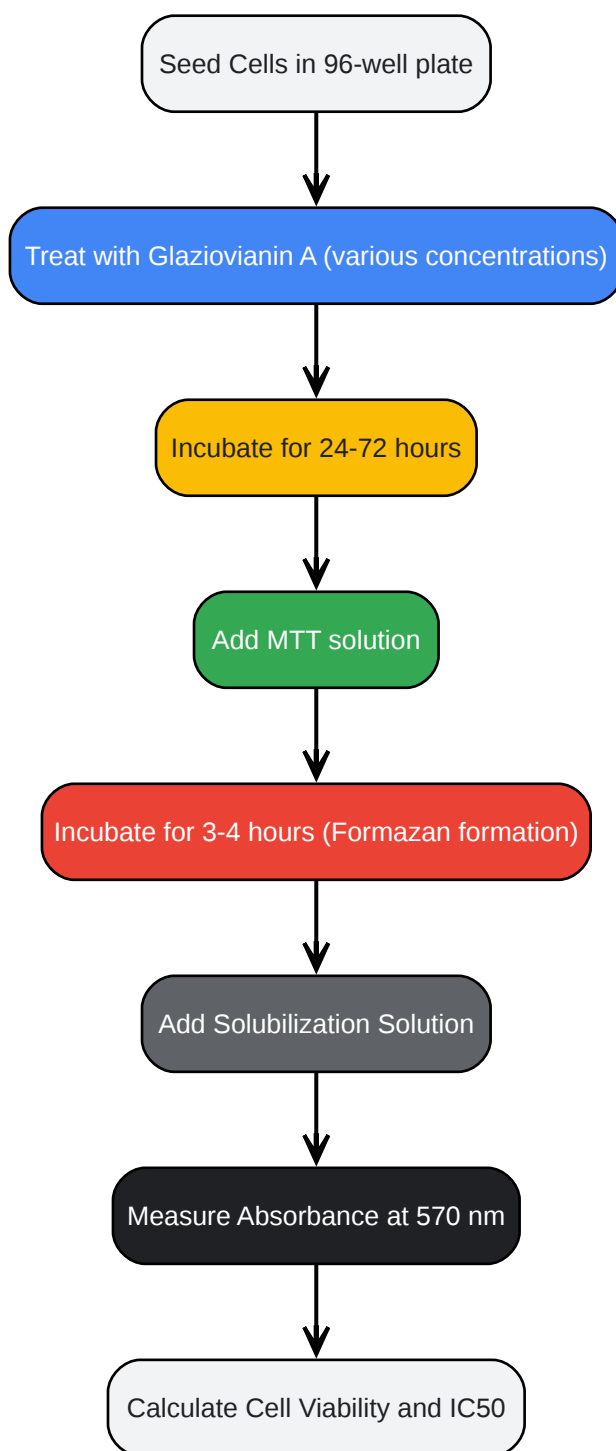 Seed Cells in 96-well plate
Treat with Glaziovianin A (various concentrations)
Incubate for 24-72 hours
Add MTT solution
Incubate for 3-4 hours (Formazan formation)
Add Solubilization Solution
Measure Absorbance at 570 nm
Calculate Cell Viability and IC50